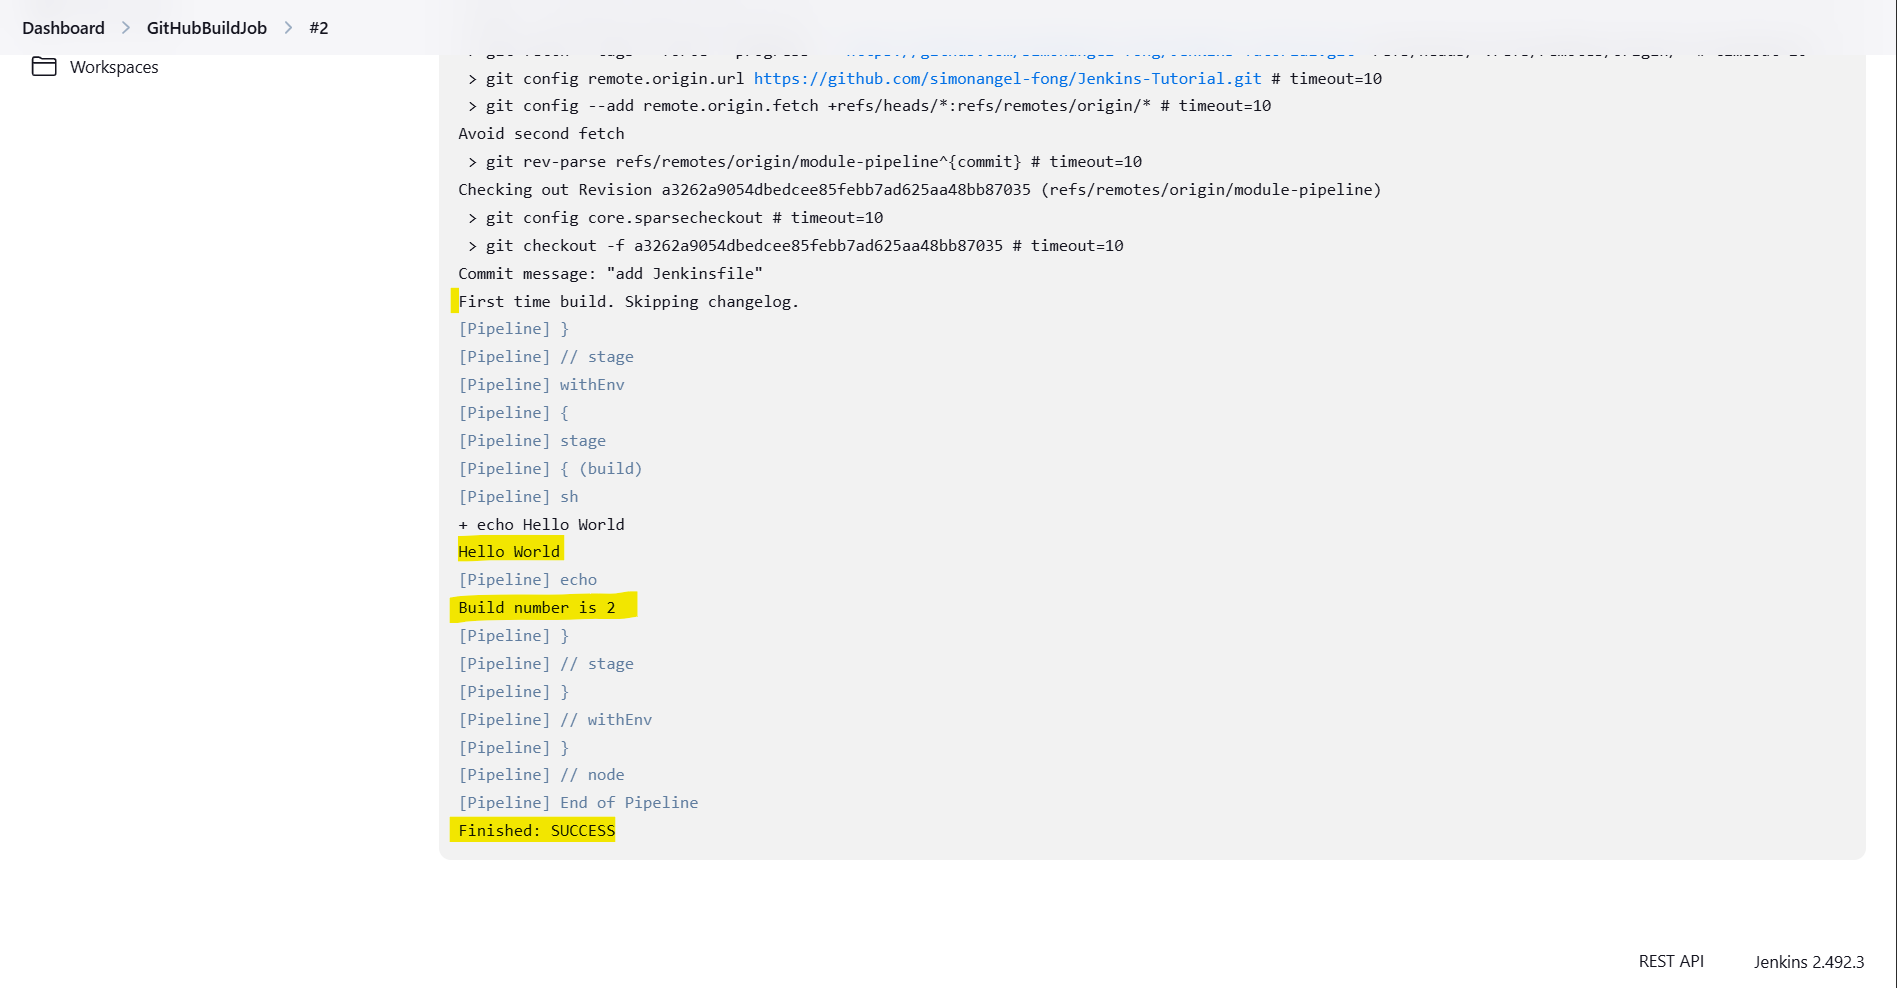 Dashboard > GitHubBuildJob > #2
Workspaces
> git config remote.origin.url https://github.com/simonangel-fong/Jenkins-Tutorial.git # timeout=10
> git config --add remote.origin.fetch +refs/heads/*:refs/remotes/origin/* # timeout=10
Avoid second fetch
> git rev-parse refs/remotes/origin/module-pipeline^{commit} # timeout=10
Checking out Revision a3262a9054dbedcee85febb7ad625aa48bb87035 (refs/remotes/origin/module-pipeline)
> git config core.sparsecheckout # timeout=10
> git checkout -f a3262a9054dbedcee85febb7ad625aa48bb87035 # timeout=10
Commit message: "add Jenkinsfile"
First time build. Skipping changelog.
[Pipeline] }
[Pipeline] // stage
[Pipeline] withEnv
[Pipeline] {
[Pipeline] stage
[Pipeline] { (build)
[Pipeline] sh
+ echo Hello World
Hello World
[Pipeline] echo
Build number is 2
[Pipeline] }
[Pipeline] // stage
[Pipeline] }
[Pipeline] // withEnv
[Pipeline] }
[Pipeline] // node
[Pipeline] End of Pipeline
Finished: SUCCESS
REST API
Jenkins 2.492.3